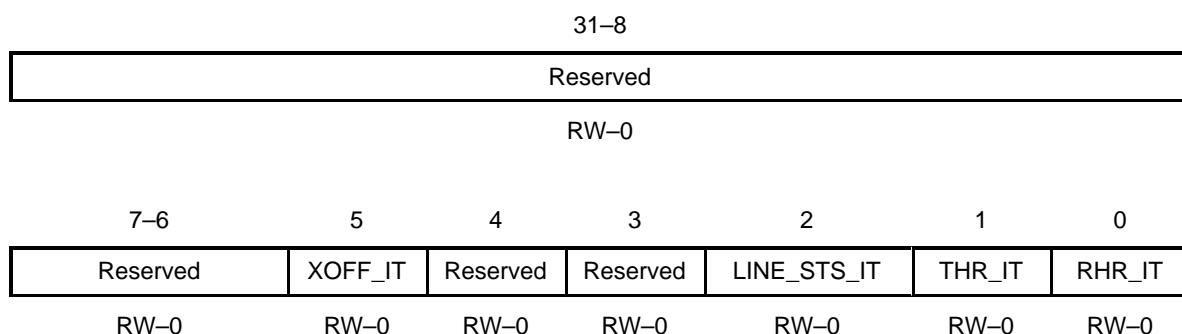 31–8
Reserved
RW–0
7–6 5 4 3 2 1 0
Reserved XOFF_IT Reserved Reserved LINE_STS_IT THR_IT RHR_IT
RW–0 RW–0 RW–0 RW–0 RW–0 RW–0 RW–0